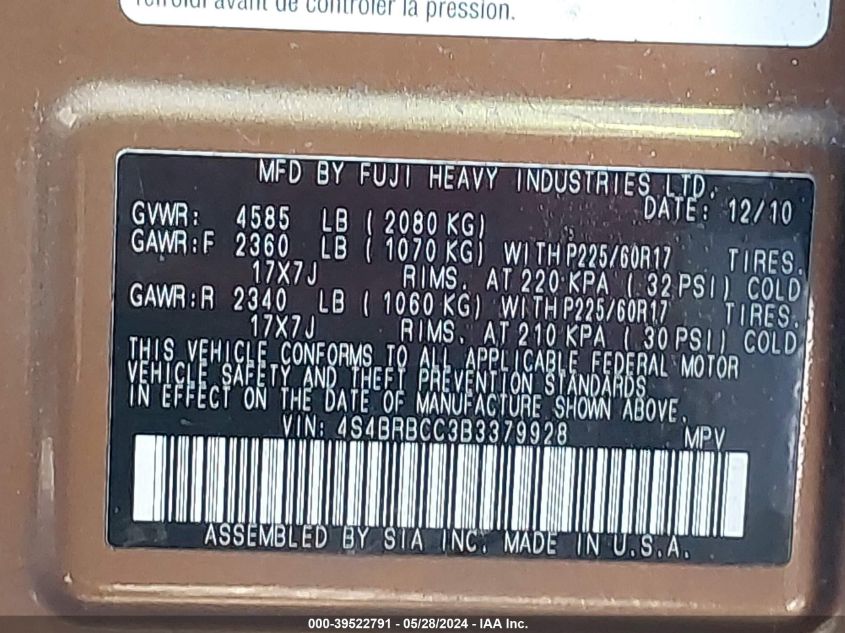 refroidi avant de contrôler la pression.
MFD BY FUJI HEAVY INDUSTRIES LTD.
DATE: 12/10
GVWR: 4585 LB ( 2080 KG)
GAWR:F 2360 LB ( 1070 KG) WITH P225/60R17 TIRES.
17X7J RIMS. AT 220 KPA ( 32 PSI) COLD
GAWR:R 2340 LB ( 1060 KG) WITH P225/60R17 TIRES.
17X7J RIMS. AT 210 KPA ( 30 PSI) COLD
THIS VEHICLE CONFORMS TO ALL APPLICABLE FEDERAL MOTOR
VEHICLE SAFETY AND THEFT PREVENTION STANDARDS
IN EFFECT ON THE DATE OF MANUFACTURE SHOWN ABOVE.
VIN: 4S4BRBCC3B3379928 MPV
ASSEMBLED BY SIA INC. MADE IN U.S.A.
000-39522791 - 05/28/2024 - IAA Inc.